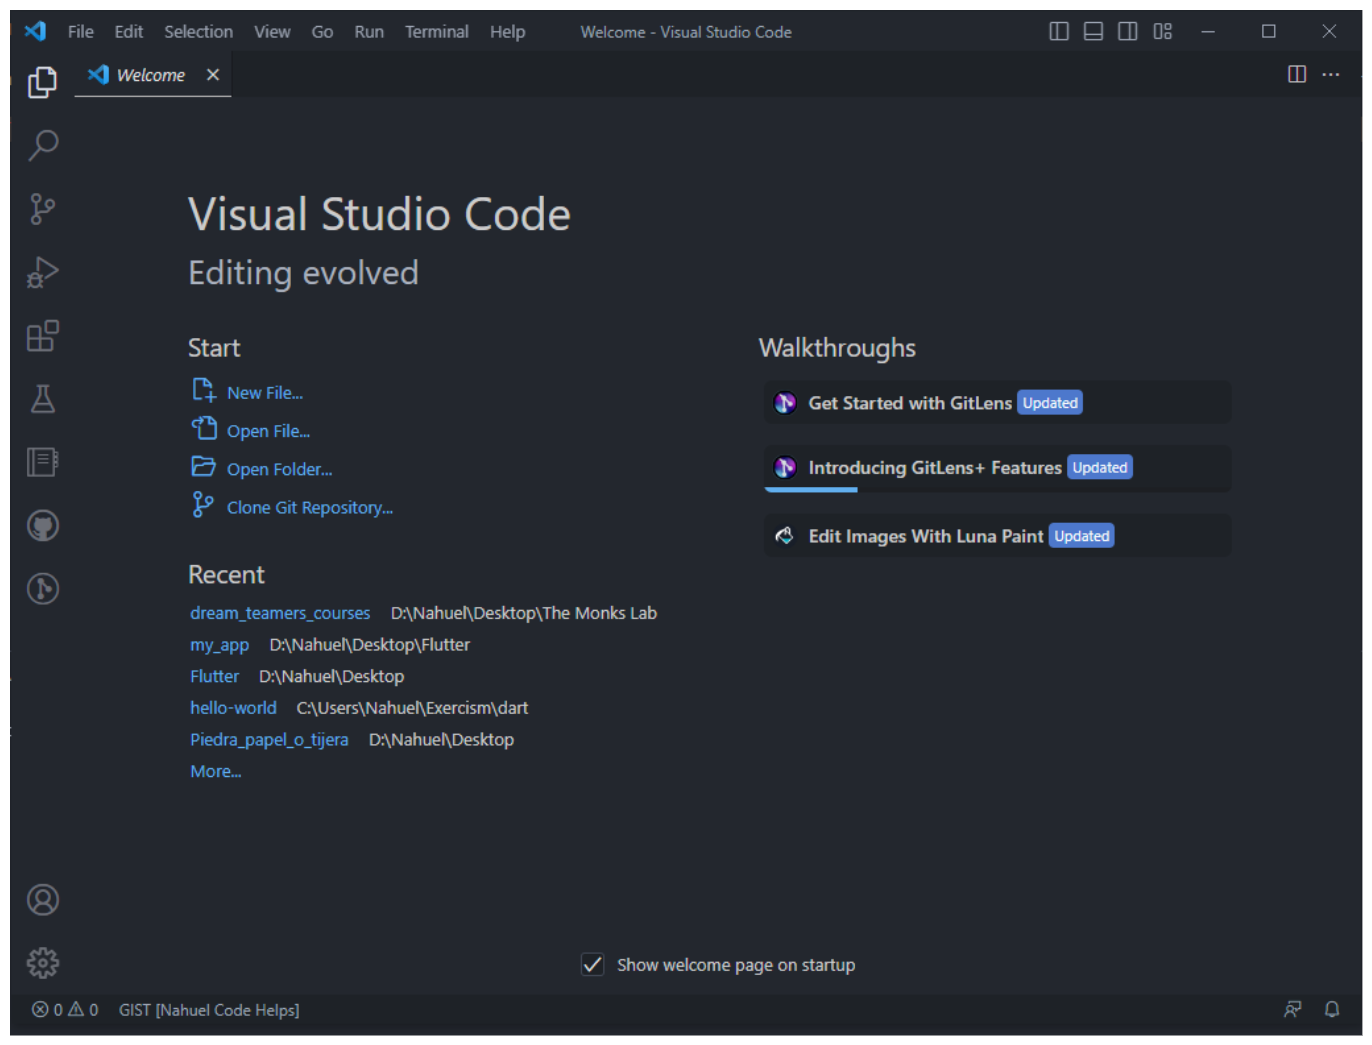 File Edit Selection View Go Run Terminal Help Welcome - Visual Studio Code
Welcome
Visual Studio Code
Editing evolved
Start
New File...
Open File...
Open Folder...
Clone Git Repository...
Recent
dream_teamers_courses D:\Nahuel\Desktop\The Monks Lab
my_app D:\Nahuel\Desktop\Flutter
Flutter D:\Nahuel\Desktop
hello-world C:\Users\Nahuel\Exercism\dart
Piedra_papel_o_tijera D:\Nahuel\Desktop
More...
Walkthroughs
Get Started with GitLens Updated
Introducing GitLens+ Features Updated
Edit Images With Luna Paint Updated
Show welcome page on startup
0 0 GIST [Nahuel Code Helps]